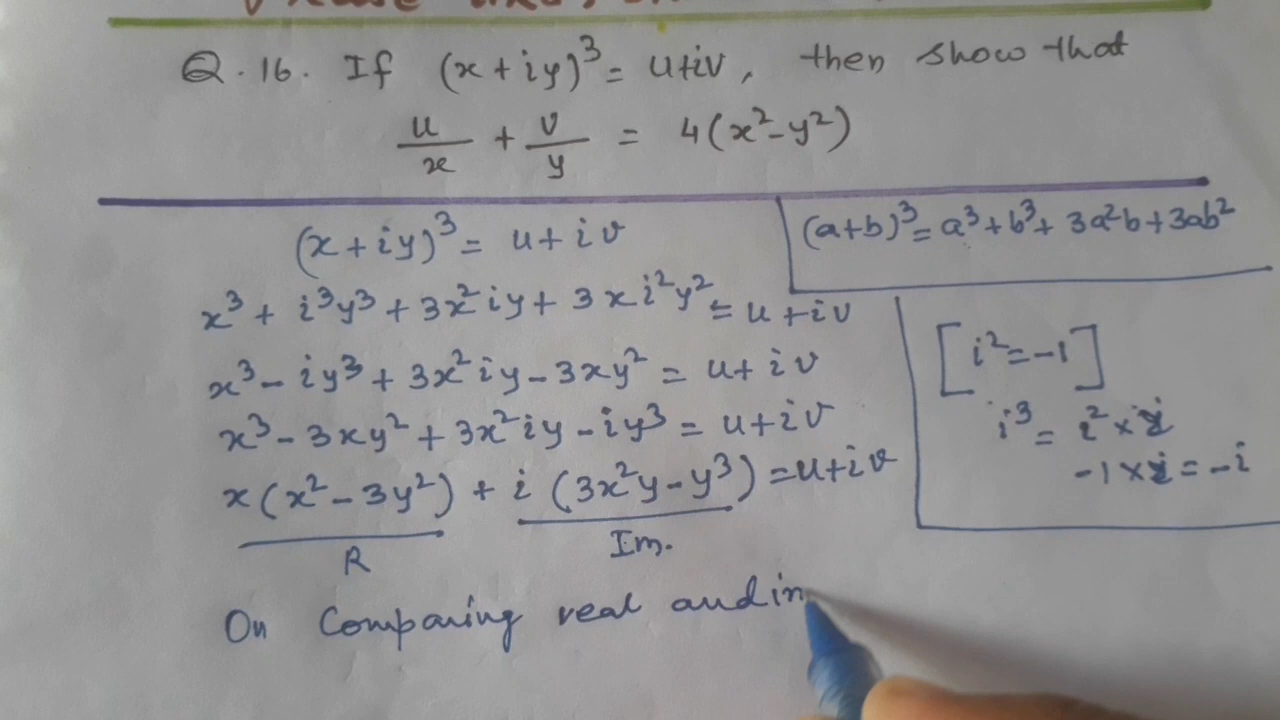 Q.16. If (x+iy)³ = u+iv, then show that
u/x + v/y = 4(x²-y²)
(x+iy)³ = u+iv
(a+b)³ = a³+b³+3a²b+3ab²
x³ + i³y³ + 3x²iy + 3xi²y² = u+iv
[i²=-1]
x³ - iy³ + 3x²iy - 3xy² = u+iv
i³ = i²×i
x³ - 3xy² + 3x²iy - iy³ = u+iv
-1×i = -i
x(x²-3y²) + i(3x²y-y³) = u+iv
R Im.
On Comparing real and im